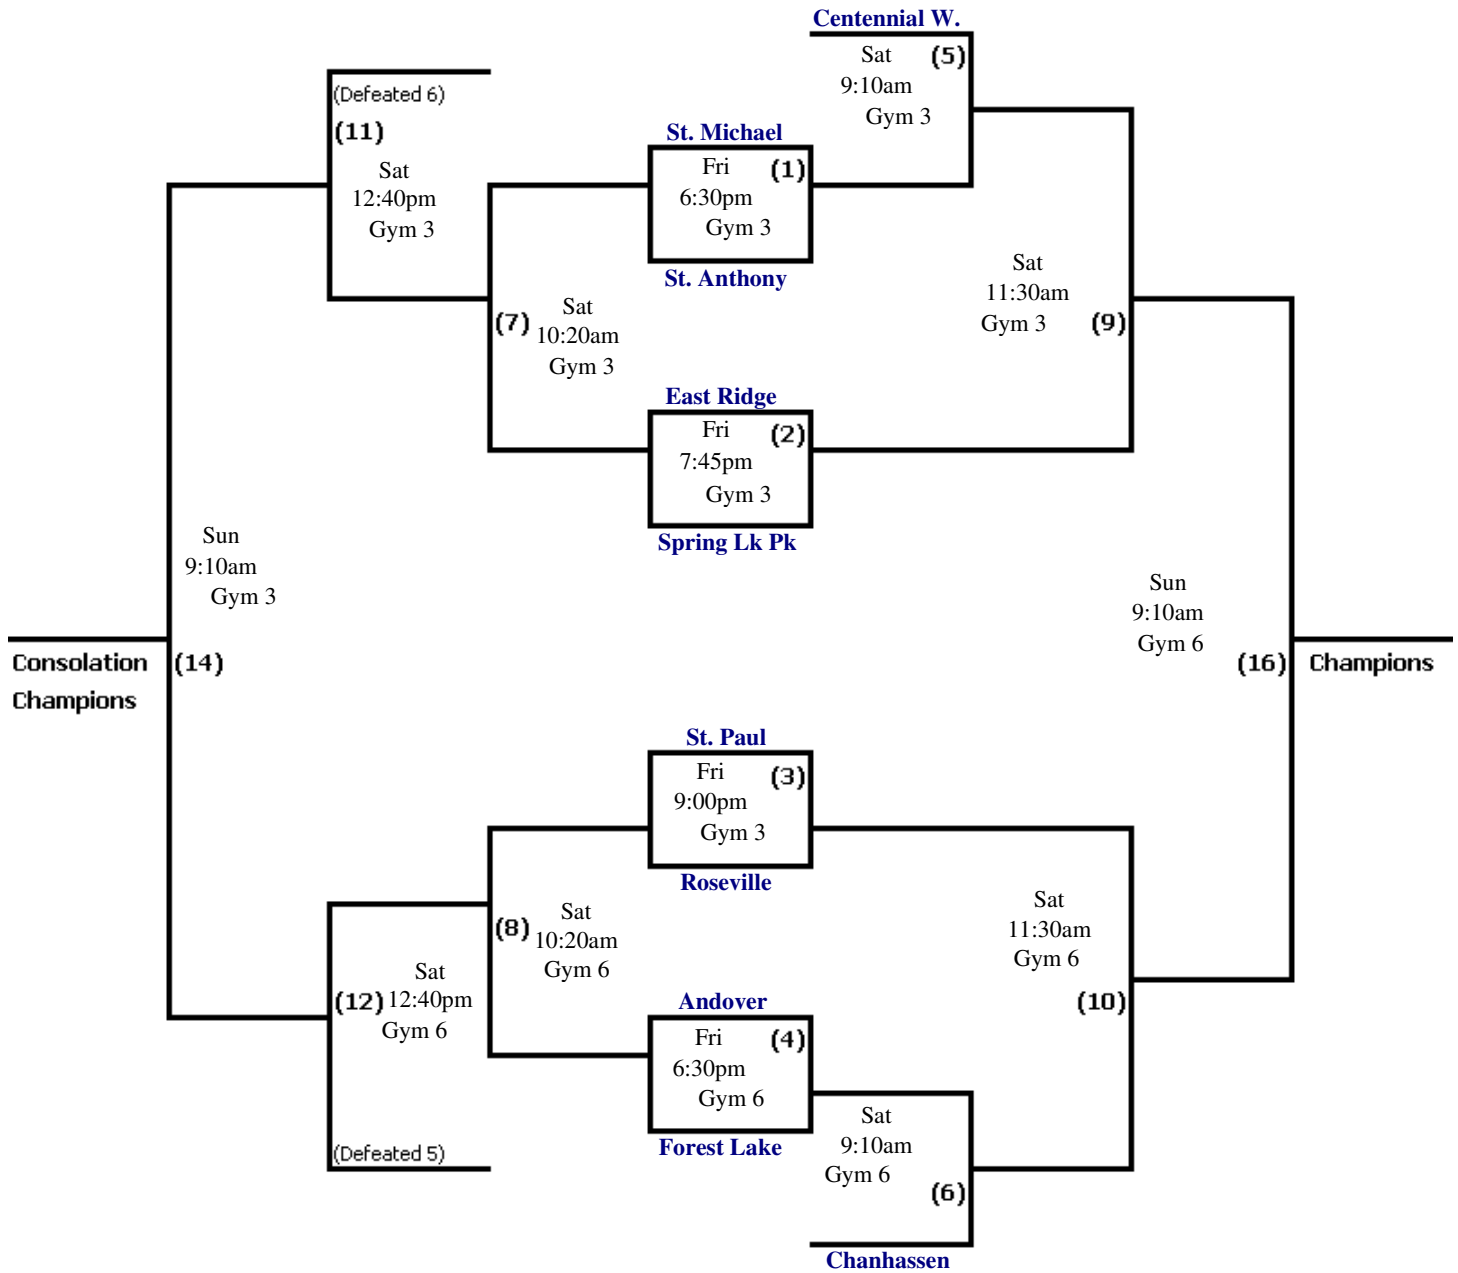 Centennial W.
Sat (5)
9:10am
Gym 3
(Defeated 6)
(11)
Sat
12:40pm
Gym 3
St. Michael
Fri (1)
6:30pm
Gym 3
St. Anthony
Sat
11:30am
Gym 3 (9)
(7) Sat
10:20am
Gym 3
East Ridge
Fri (2)
7:45pm
Gym 3
Spring Lk Pk
Sun
9:10am
Gym 3
Sun
9:10am
Gym 6
Consolation
Champions
(14)
(16)
Champions
St. Paul
Fri (3)
9:00pm
Gym 3
Roseville
(8) Sat
10:20am
Gym 6
Sat
11:30am
Gym 6
(10)
Sat
(12) 12:40pm
Gym 6
Andover
Fri (4)
6:30pm
Gym 6
Forest Lake
Sat
9:10am
Gym 6
(6)
(Defeated 5)
Chanhassen